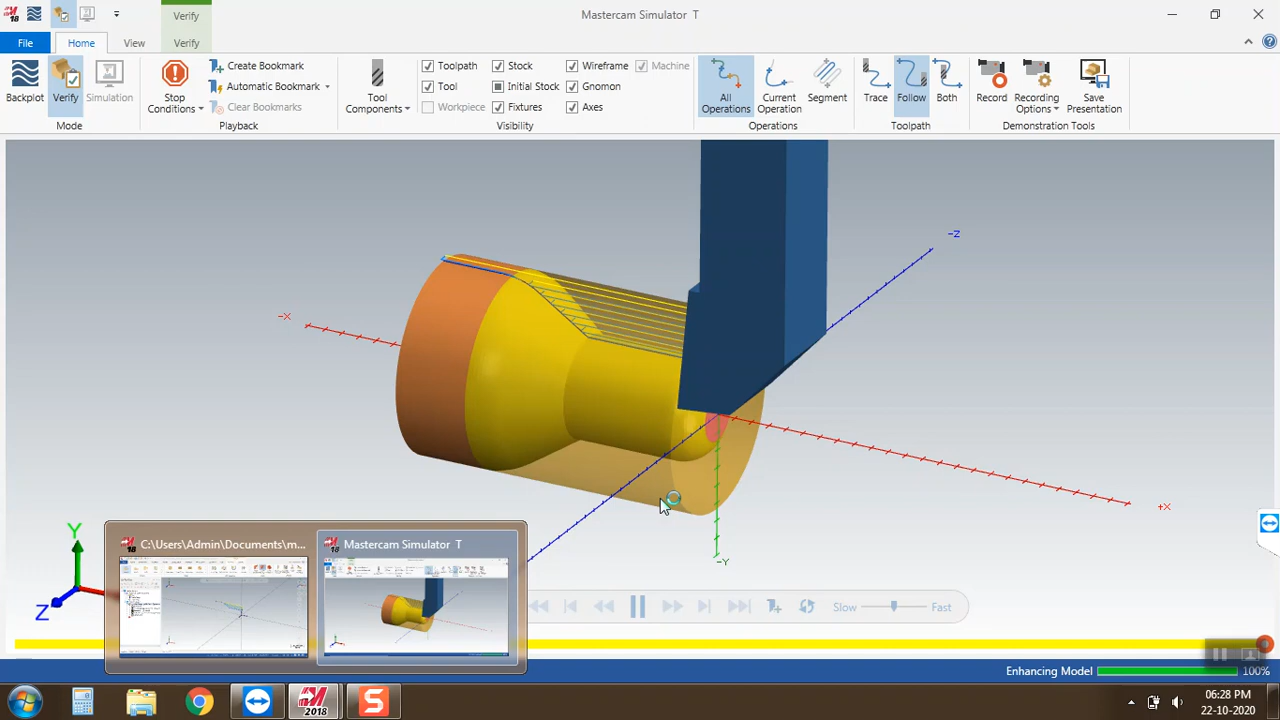 Verify
Mastercam Simulator  T
File
Home
View
Verify
Backplot
Verify
Simulation
Mode
Stop Conditions
Create Bookmark
Automatic Bookmark
Clear Bookmarks
Playback
Tool Components
Toolpath
Tool
Workpiece
Stock
Initial Stock
Fixtures
Wireframe
Gnomon
Axes
Machine
Visibility
All Operations
Current Operation
Segment
Operations
Trace
Follow
Both
Toolpath
Record
Recording Options
Save Presentation
Demonstration Tools
-Z
-X
+X
-Y
Y
Z
C:\Users\Admin\Documents\m...
Mastercam Simulator  T
Slow
Fast
Enhancing Model
100%
2018
06:28 PM
22-10-2020